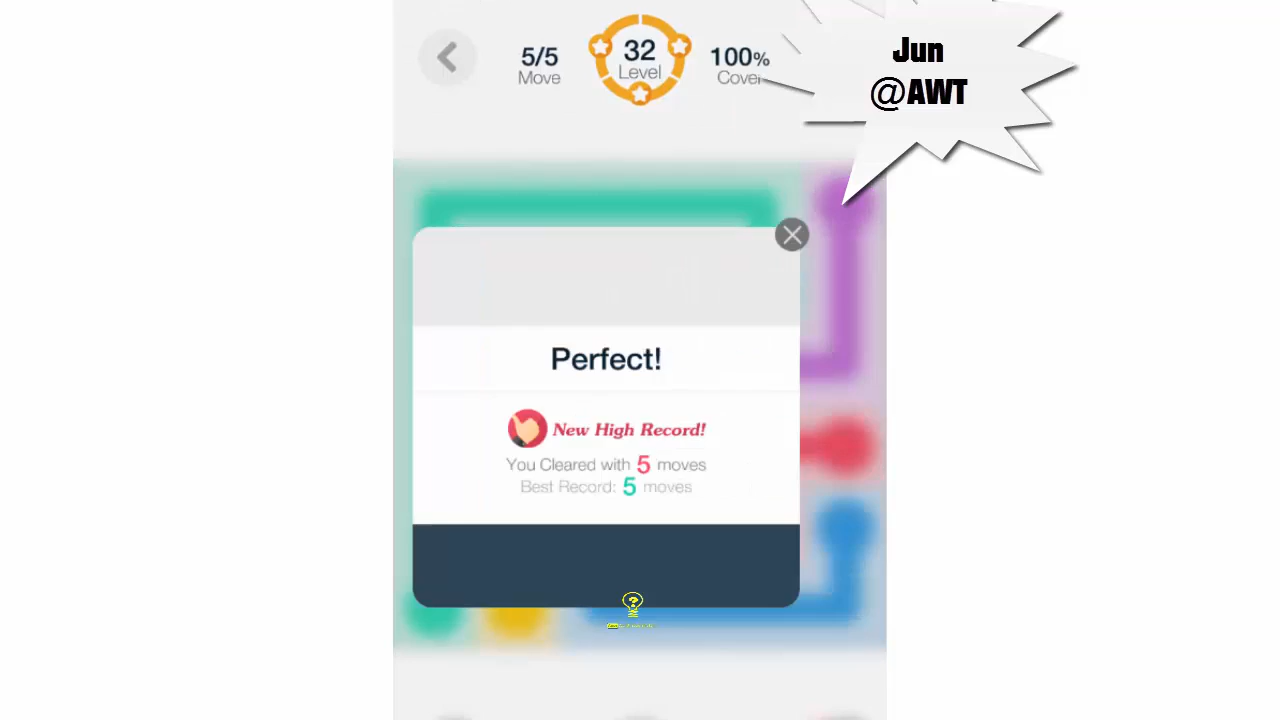 5/5
Move
32
Level
100%
Cover
Jun
@AWT
Perfect!
New High Record!
You Cleared with 5 moves
Best Record: 5 moves
?